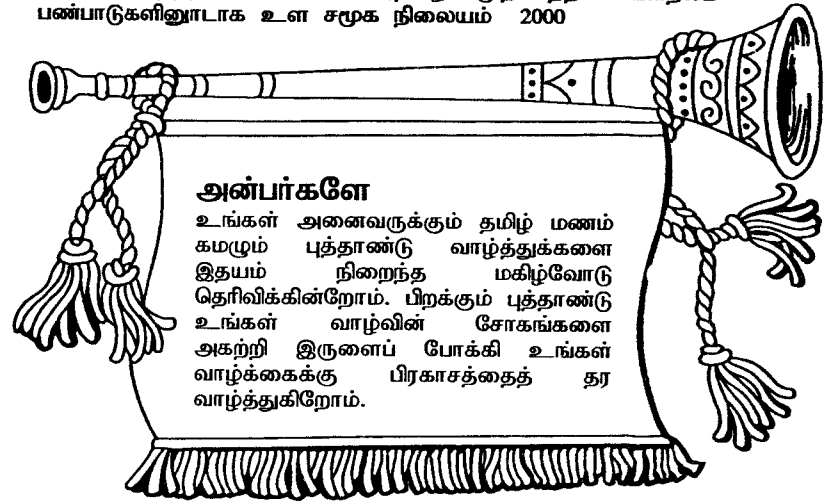 பண்பாடுகளினூடாக உள சமூக நிலையம் 2000
அன்பர்களே
உங்கள் அனைவருக்கும் தமிழ் மணம்
கமழும் புத்தாண்டு வாழ்த்துக்களை
இதயம் நிறைந்த மகிழ்வோடு
தெரிவிக்கின்றோம். பிறக்கும் புத்தாண்டு
உங்கள் வாழ்வின் சோகங்களை
அகற்றி இருளைப் போக்கி உங்கள்
வாழ்க்கைக்கு பிரகாசத்தைத் தர
வாழ்த்துகிறோம்.